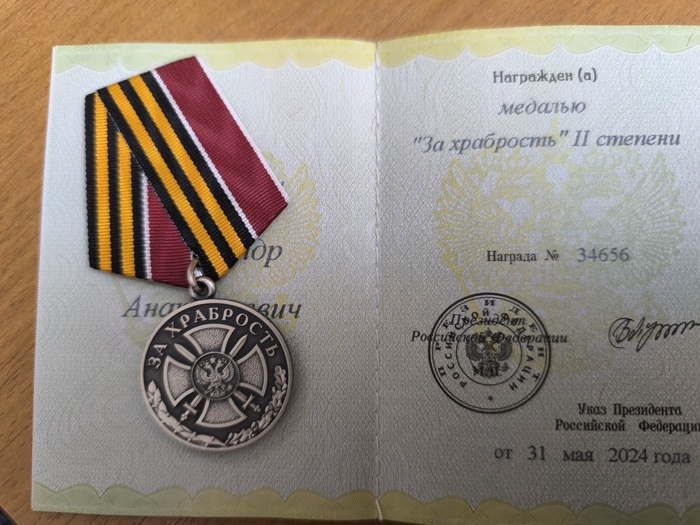 ЗА ХРАБРОСТЬ
Награжден (а)
медалью
"За храбрость" II степени
Награда № 34656
Президент
Российской Федерации
Указ Президента
Российской Федерации
от 31 мая 2024 года